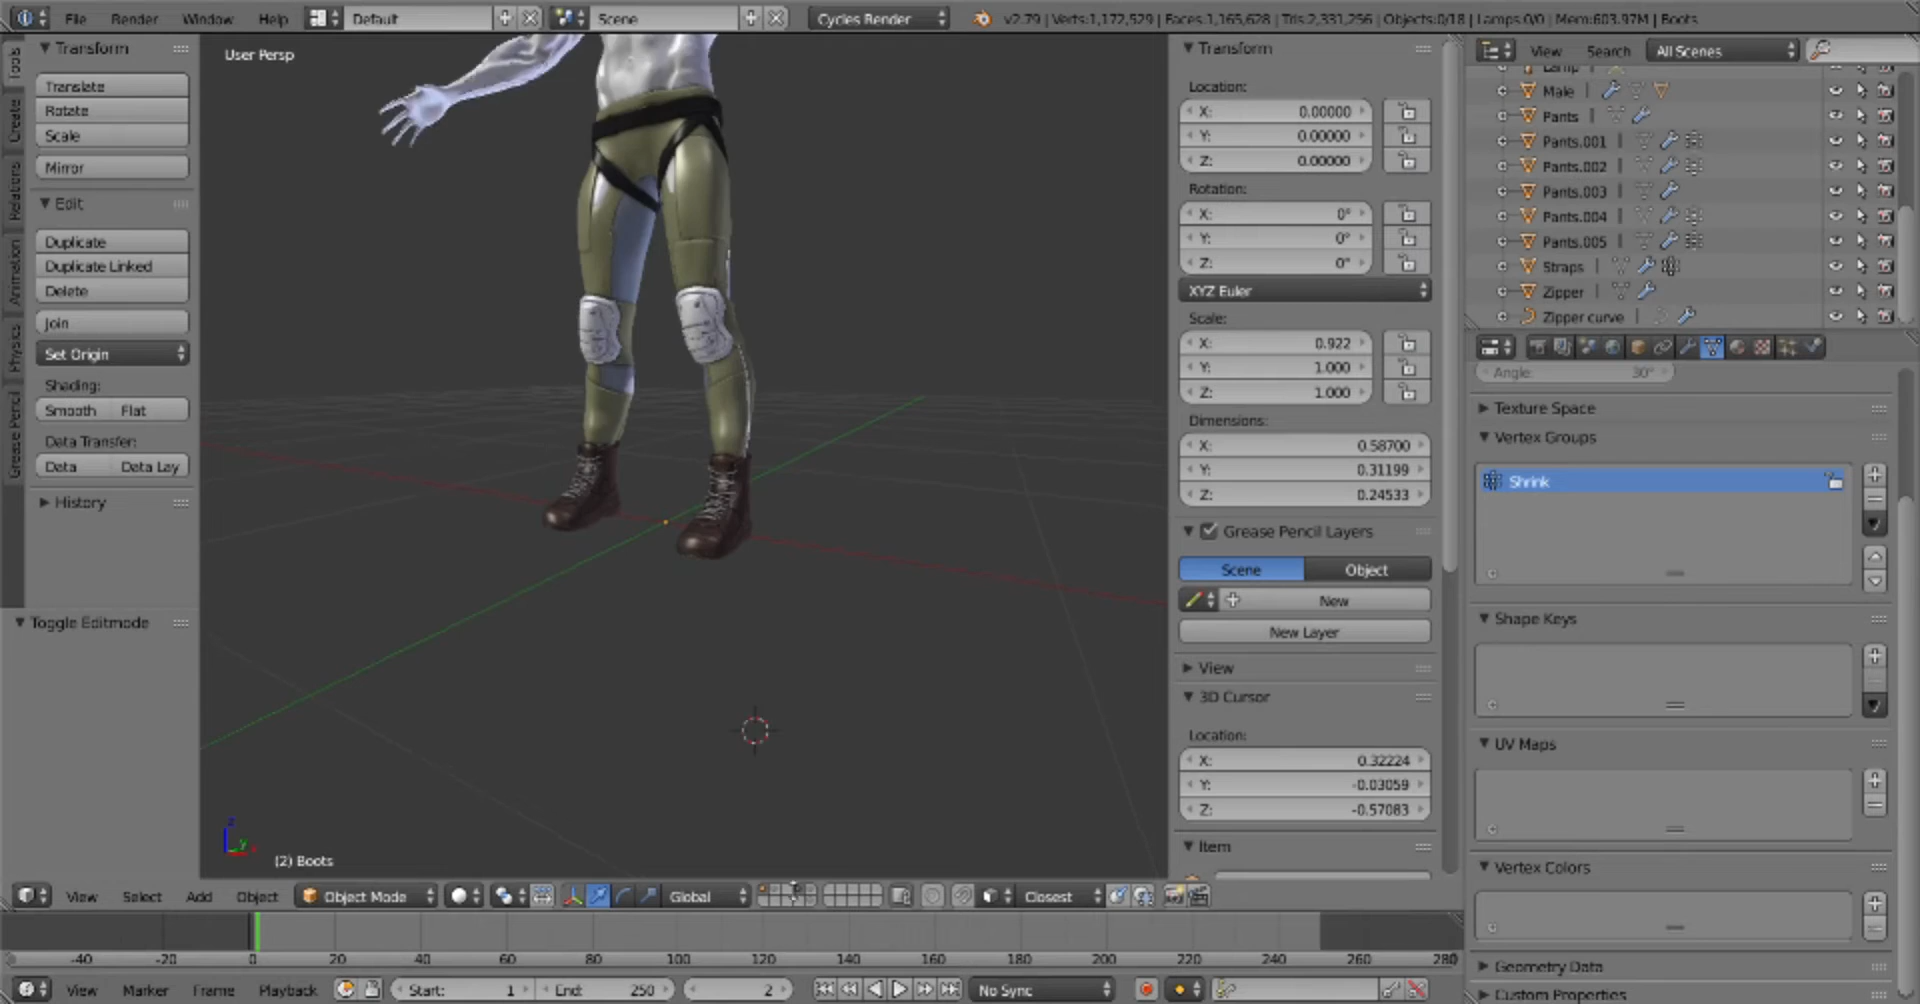 File Render Window Help Default Scene Cycles Render v2.79 | Verts:1,172,529 | Faces:1,165,628 | Tris:2,331,256 | Objects:0/18 | Lamps:0/0 | Mem:603.97M | Boots
Tools
Create
Relations
Animation
Physics
Grease Pencil
Transform
Translate
Rotate
Scale
Mirror
Edit
Duplicate
Duplicate Linked
Delete
Join
Set Origin
Shading:
Smooth Flat
Data Transfer:
Data Data Lay
History
Toggle Editmode
User Persp
(2) Boots
Transform
Location:
X: 0.00000
Y: 0.00000
Z: 0.00000
Rotation:
X: 0°
Y: 0°
Z: 0°
XYZ Euler
Scale:
X: 0.922
Y: 1.000
Z: 1.000
Dimensions:
X: 0.58700
Y: 0.31199
Z: 0.24533
Grease Pencil Layers
Scene Object
New
New Layer
View
3D Cursor
Location:
X: 0.32224
Y: -0.03059
Z: -0.57083
Item
View Search All Scenes
Lamp
Male
Pants
Pants.001
Pants.002
Pants.003
Pants.004
Pants.005
Straps
Zipper
Zipper curve
Angle: 30°
Texture Space
Vertex Groups
Shrink
Shape Keys
UV Maps
Vertex Colors
Geometry Data
Custom Properties
View Select Add Object Object Mode Global Closest
-40 -20 0 20 40 60 80 100 120 140 160 180 200 220 240 260 280
View Marker Frame Playback Start: 1 End: 250 2 No Sync